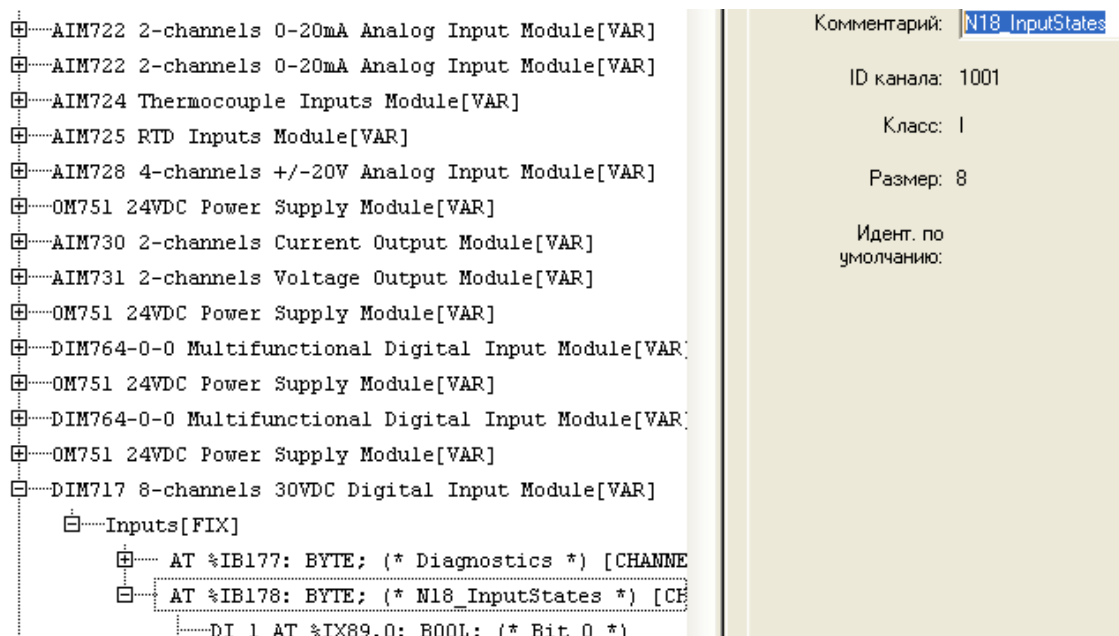 AIM722 2-channels 0-20mA Analog Input Module[VAR]
AIM722 2-channels 0-20mA Analog Input Module[VAR]
AIM724 Thermocouple Inputs Module[VAR]
AIM725 RTD Inputs Module[VAR]
AIM728 4-channels +/-20V Analog Input Module[VAR]
OM751 24VDC Power Supply Module[VAR]
AIM730 2-channels Current Output Module[VAR]
AIM731 2-channels Voltage Output Module[VAR]
OM751 24VDC Power Supply Module[VAR]
DIM764-0-0 Multifunctional Digital Input Module[VAR]
OM751 24VDC Power Supply Module[VAR]
DIM764-0-0 Multifunctional Digital Input Module[VAR]
OM751 24VDC Power Supply Module[VAR]
DIM717 8-channels 30VDC Digital Input Module[VAR]
Inputs[FIX]
AT %IB177: BYTE; (* Diagnostics *) [CHANNE
AT %IB178: BYTE; (* N18_InputStates *) [CH
DI_1 AT %IX89.0: BOOL; (* Bit 0 *)
Комментарий: N18_InputStates
ID канала: 1001
Класс: I
Размер: 8
Идент. по
умолчанию: